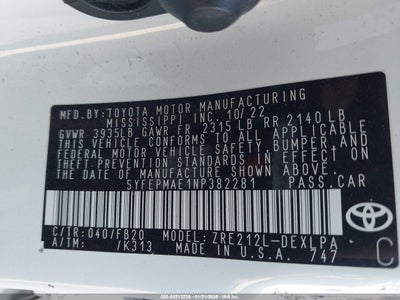 MFD.BY:TOYOTA MOTOR MANUFACTURING
MISSISSIPPI INC. 10/22
GVWR 3935LB GAWR FR 2315 LB RR 2140 LB
THIS VEHICLE CONFORMS TO ALL APPLICABLE
FEDERAL MOTOR VEHICLE SAFETY, BUMPER AND
THEFT PREVENTION STANDARDS IN EFFECT ON
THE DATE OF MANUFACTURE SHOWN ABOVE.
5YFEPMAE1NP382281 PASS.CAR
C/TR:040/FB20 MODEL: ZRE212L-DEXLPA
A/TM: /K313 MADE IN U.S.A. 747
TOYOTA
C